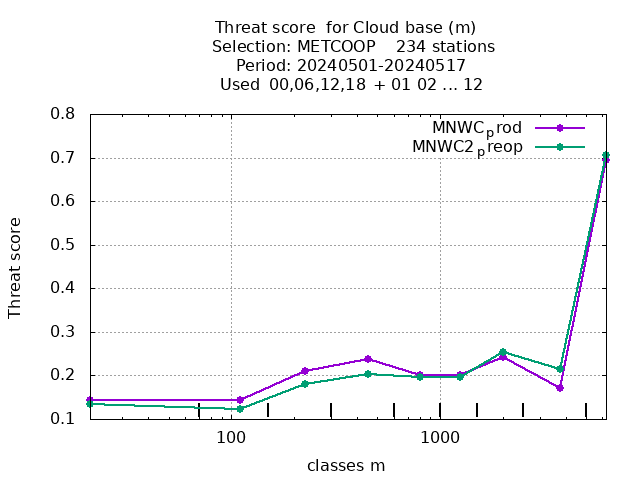 Threat score  for Cloud base (m)
Selection: METCOOP    234 stations
Period: 20240501-20240517
Used  00,06,12,18  + 01 02 ... 12
MNWCprod
MNWC2preop
0.8
0.7
0.6
0.5
0.4
0.3
0.2
0.1
Threat score
100 1000
classes m